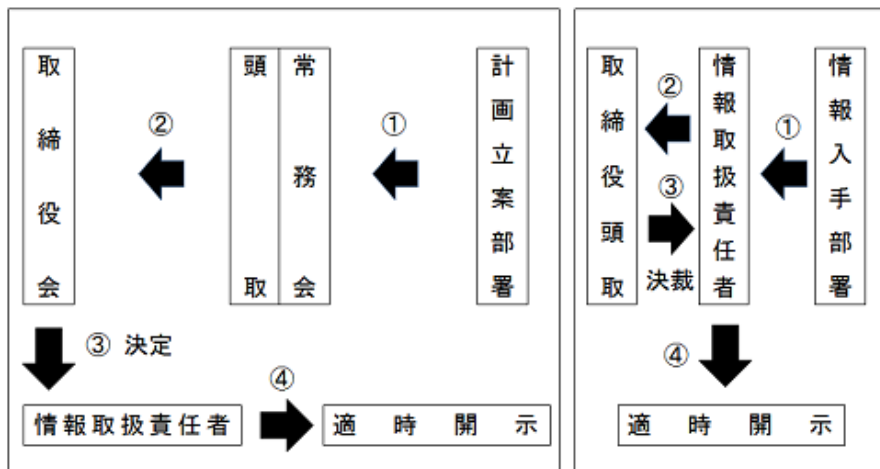 取締役会
②
頭取
常務会
①
計画立案部署
③ 決定
情報取扱責任者
④
適時開示
取締役頭取
②
③
決裁
情報取扱責任者
①
情報入手部署
④
適時開示